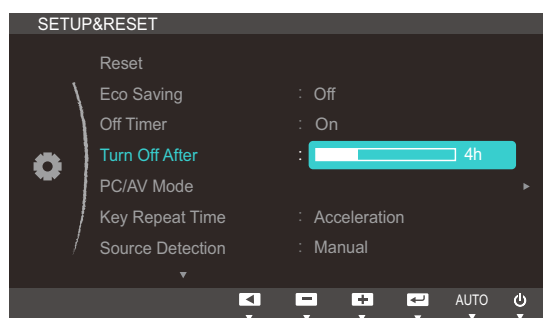 SETUP&RESET
Reset
Eco Saving : Off
Off Timer : On
Turn Off After : 4h
PC/AV Mode
Key Repeat Time : Acceleration
Source Detection : Manual
AUTO